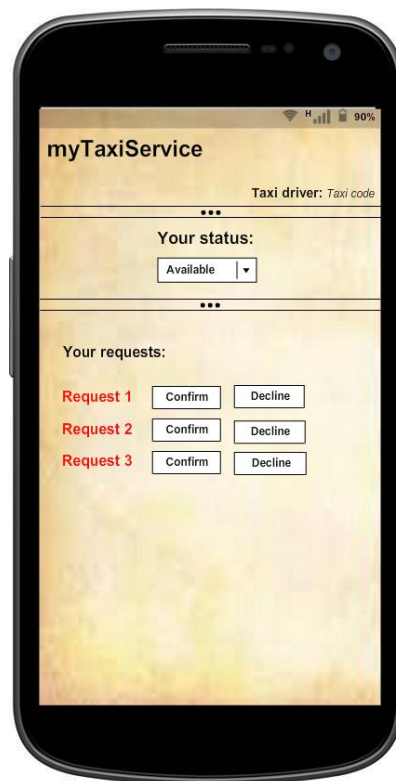 H 90%
myTaxiService
Taxi driver: Taxi code
Your status:
Available
Your requests:
Request 1 Confirm Decline
Request 2 Confirm Decline
Request 3 Confirm Decline